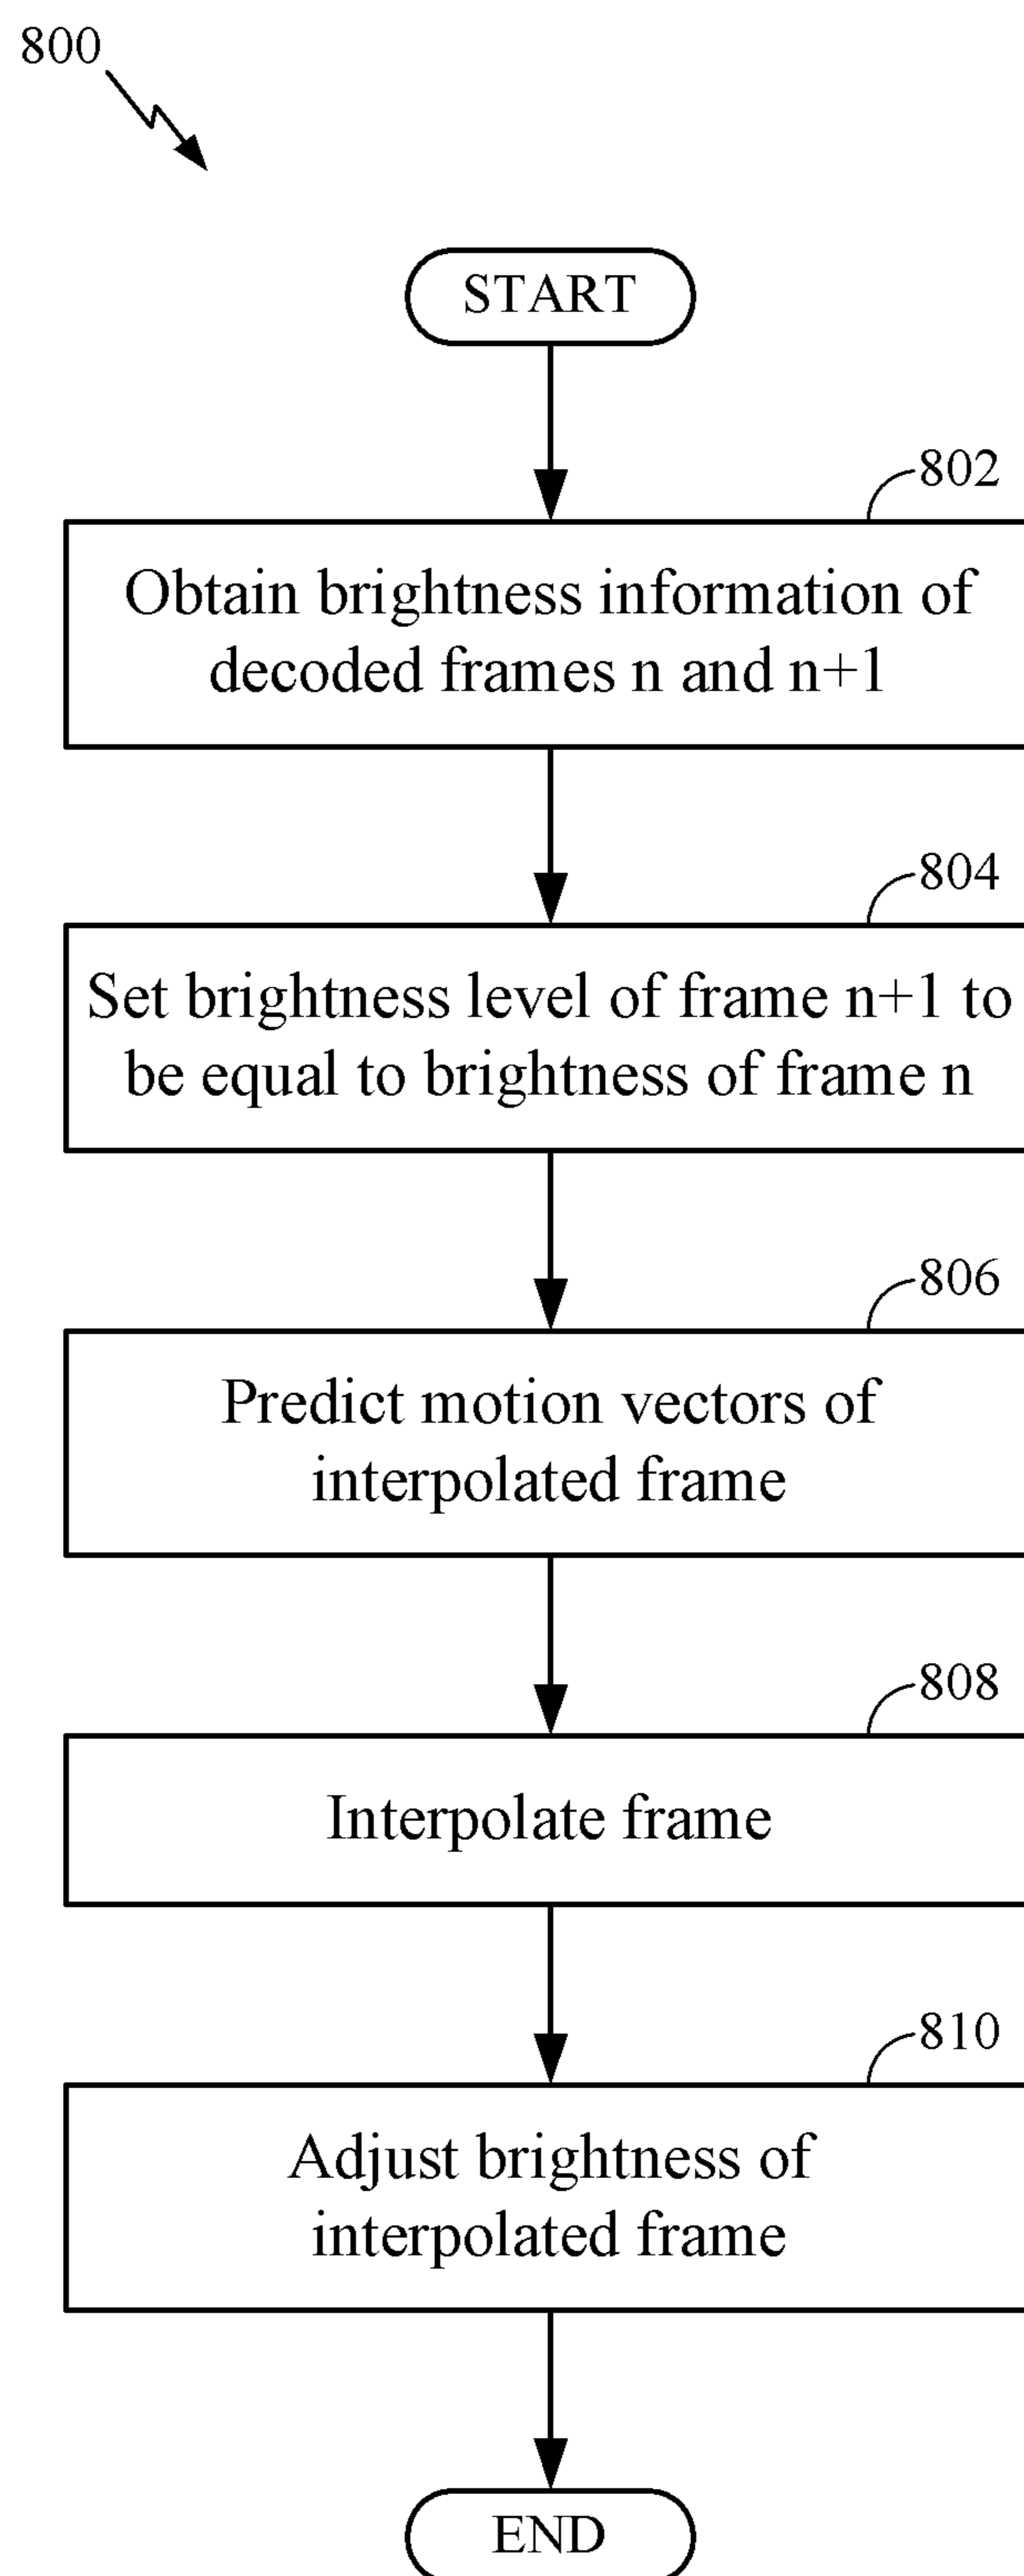 800
START
802
Obtain brightness information of
decoded frames n and n+1
804
Set brightness level of frame n+1 to
be equal to brightness of frame n
806
Predict motion vectors of
interpolated frame
808
Interpolate frame
810
Adjust brightness of
interpolated frame
END